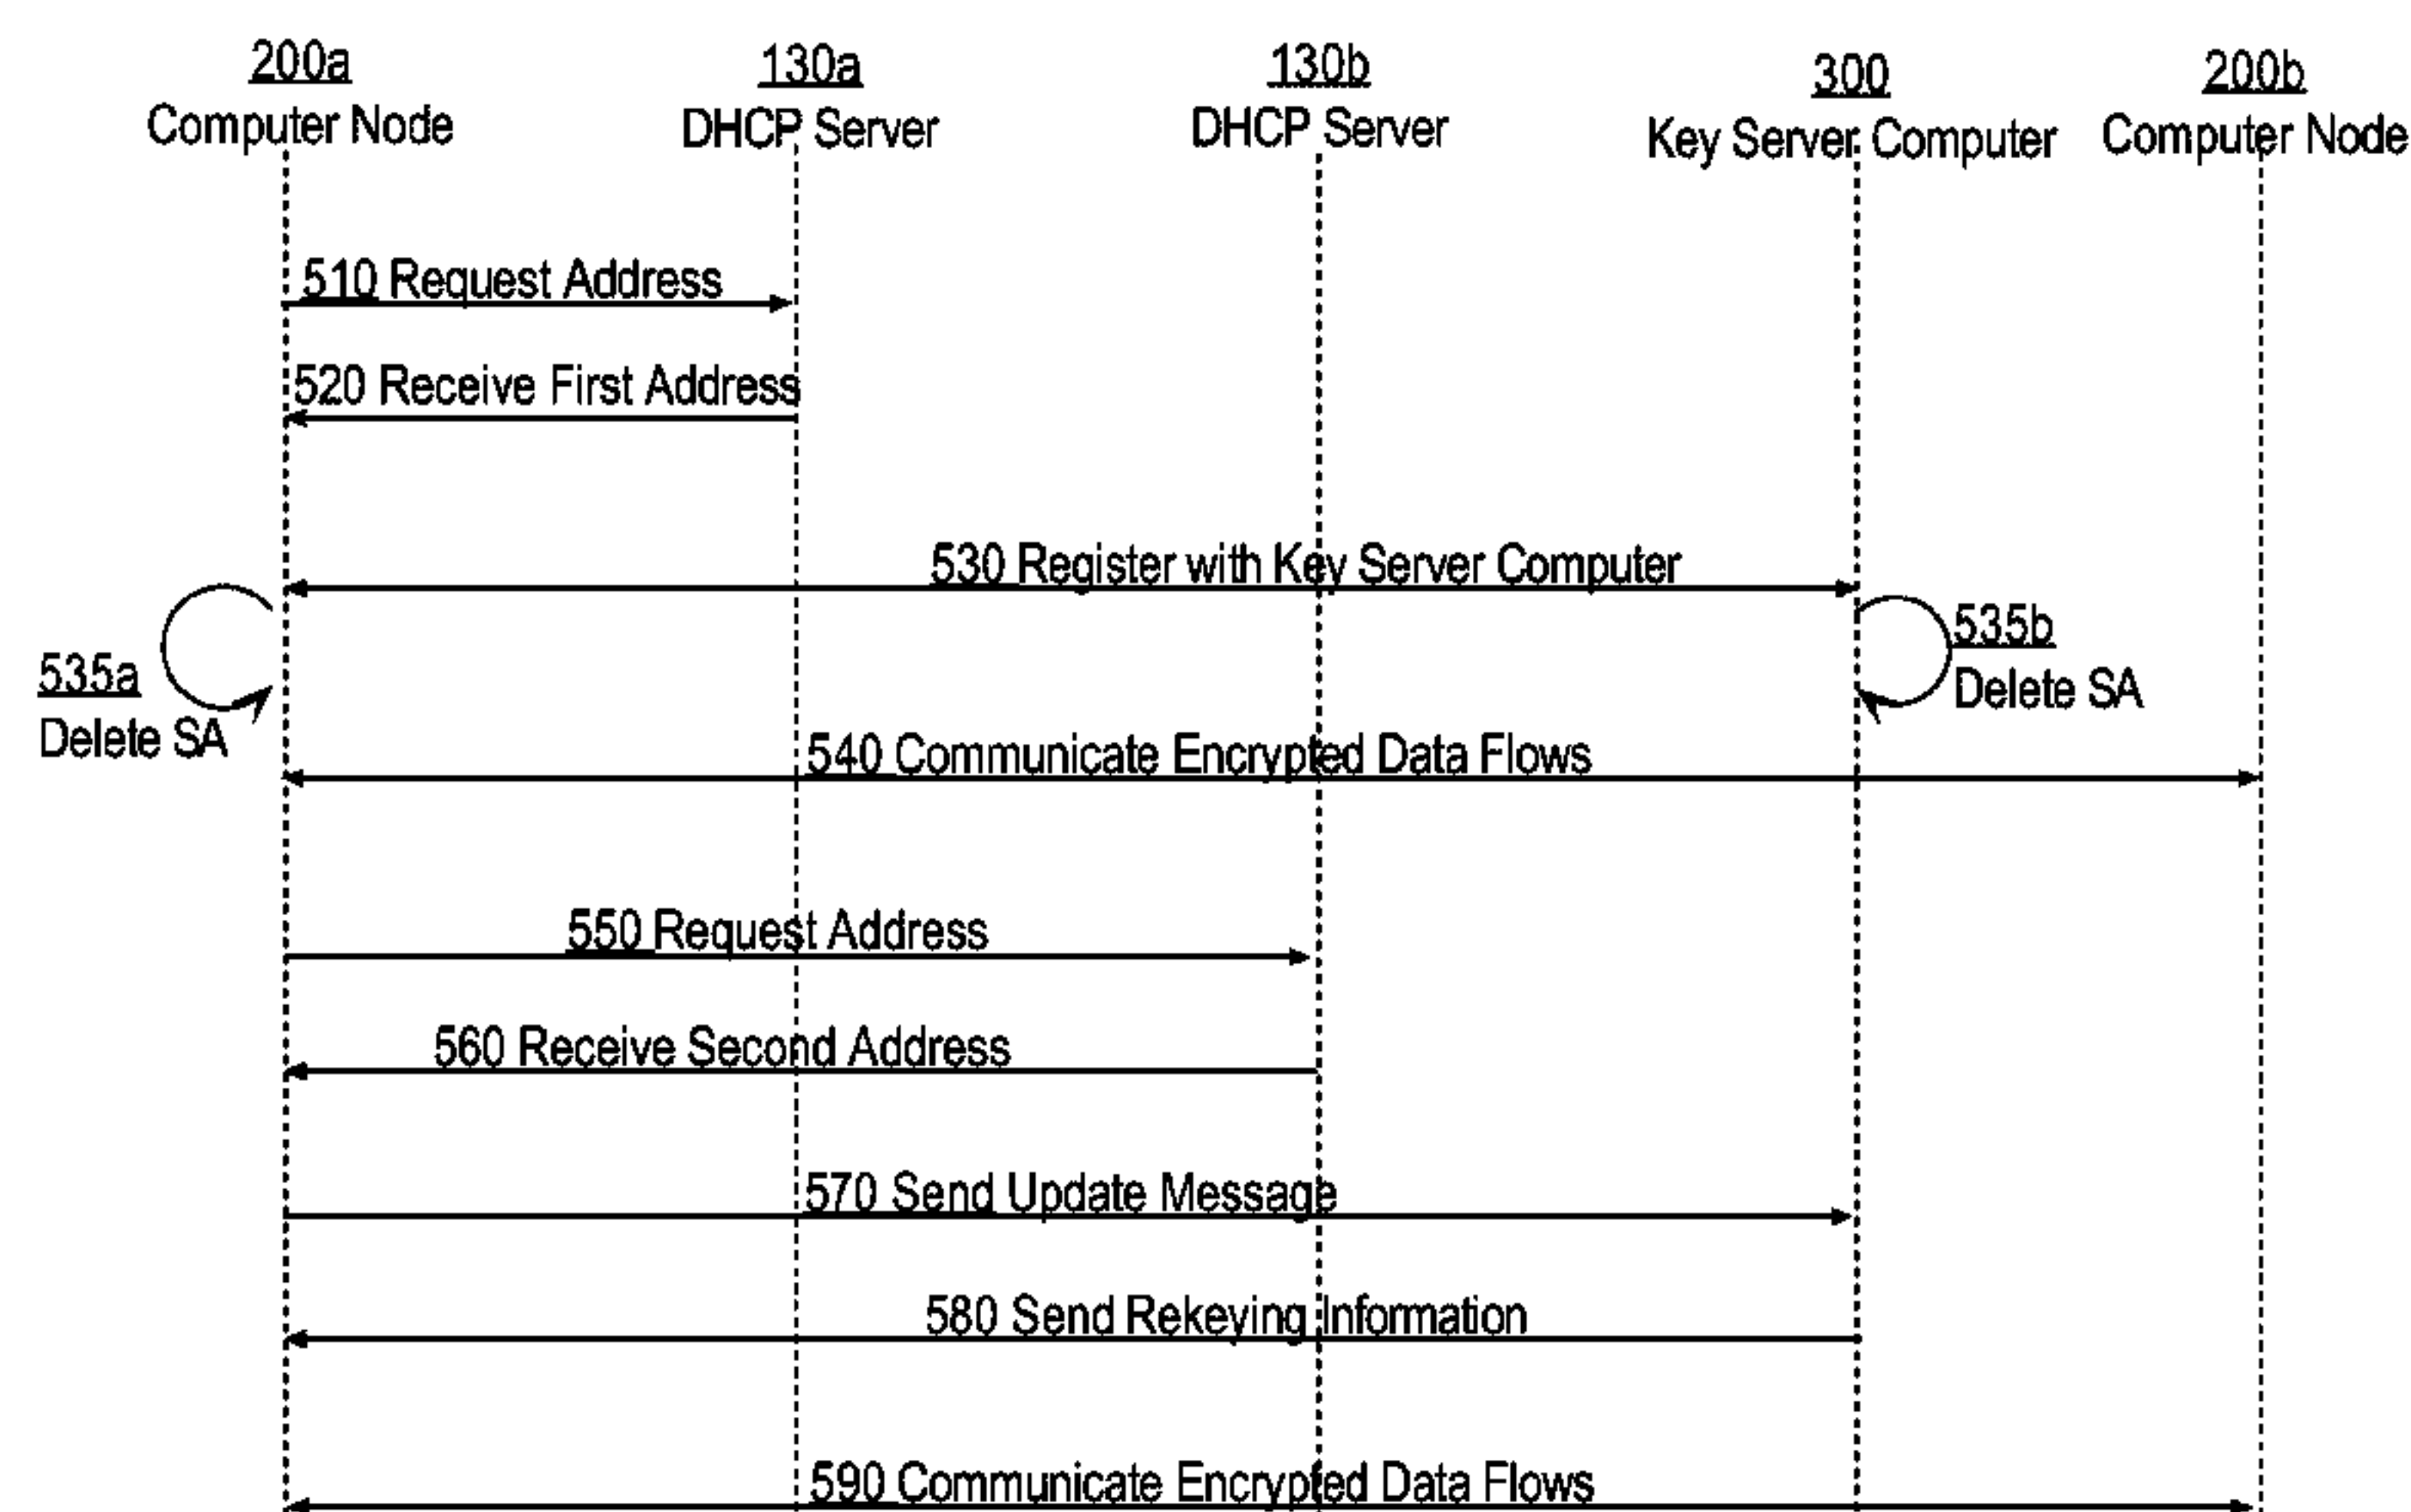 200a
Computer Node
130a
DHCP Server
130b
DHCP Server
300
Key Server Computer
200b
Computer Node
510 Request Address
520 Receive First Address
530 Register with Key Server Computer
535a
Delete SA
535b
Delete SA
540 Communicate Encrypted Data Flows
550 Request Address
560 Receive Second Address
570 Send Update Message
580 Send Rekeying Information
590 Communicate Encrypted Data Flows